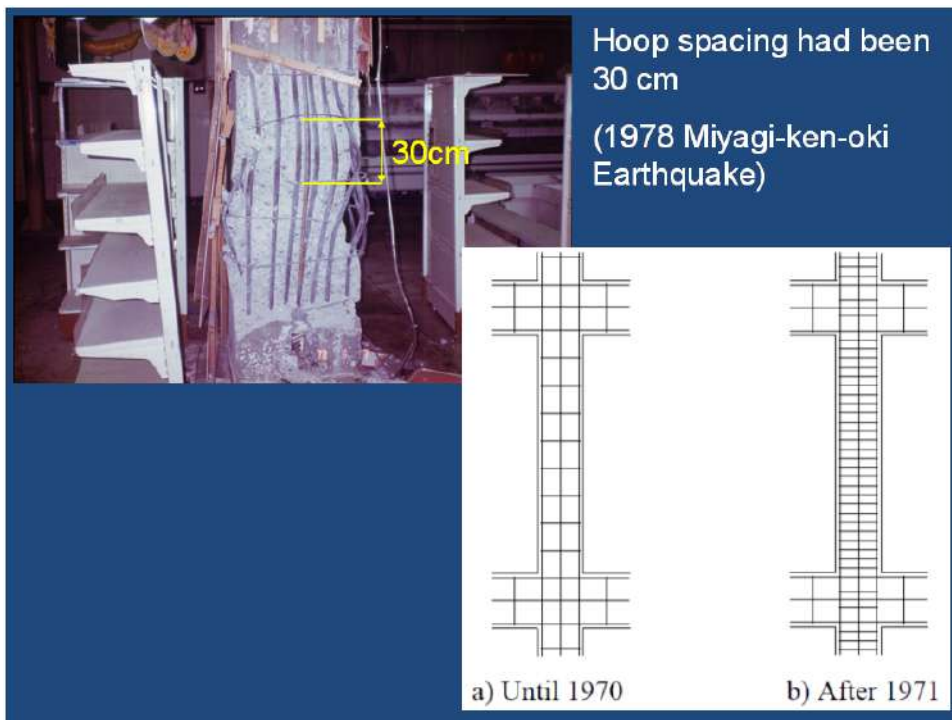 Hoop spacing had been
30 cm
(1978 Miyagi-ken-oki
Earthquake)
30cm
a) Until 1970
b) After 1971